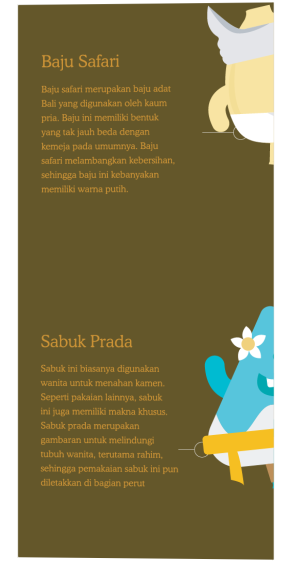 Baju Safari
Baju safari merupakan baju adat
Bali yang digunakan oleh kaum
pria. Baju ini memiliki bentuk
yang tak jauh beda dengan
kemeja pada umumnya. Baju
safari melambangkan kebersihan,
sehingga baju ini kebanyakan
memiliki warna putih.
Sabuk Prada
Sabuk ini biasanya digunakan
wanita untuk menahan kamen.
Seperti pakaian lainnya, sabuk
ini juga memiliki makna khusus.
Sabuk prada merupakan
gambaran untuk melindungi
tubuh wanita, terutama rahim,
sehingga pemakaian sabuk ini pun
diletakkan di bagian perut